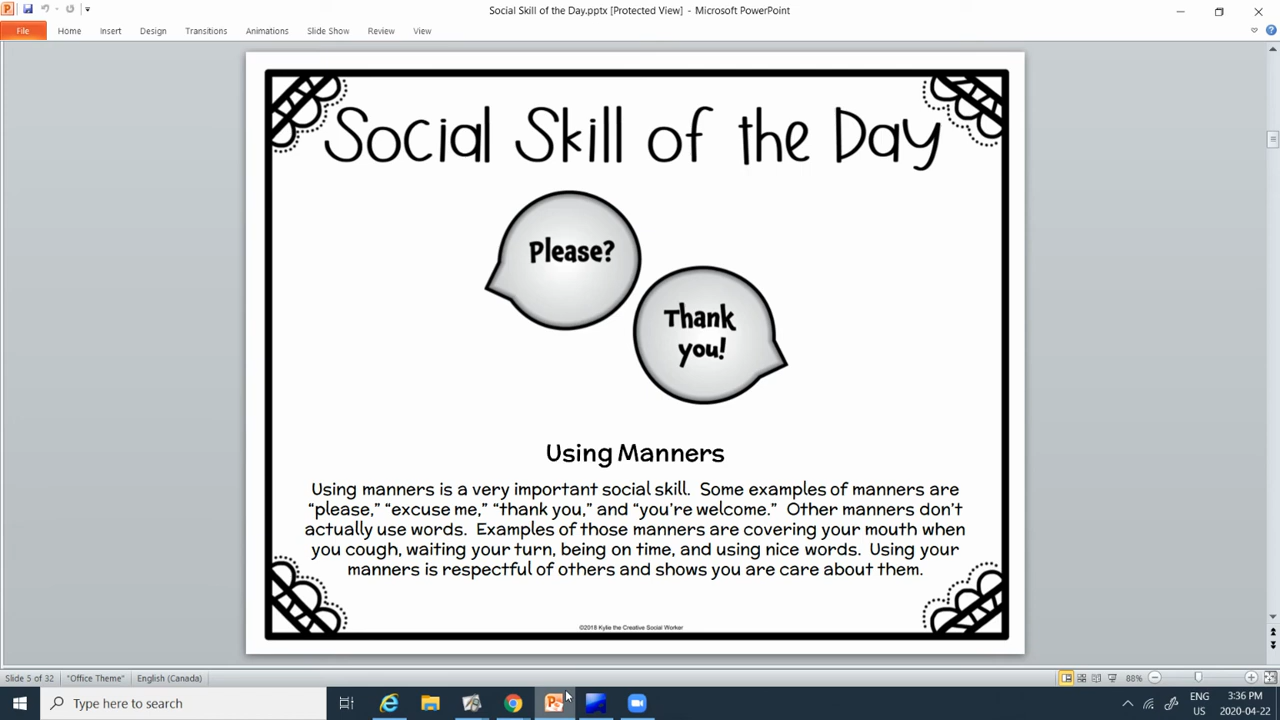 Social Skill of the Day.pptx [Protected View] - Microsoft PowerPoint
File Home Insert Design Transitions Animations Slide Show Review View
Social Skill of the Day
Please?
Thank
you!
Using Manners
Using manners is a very important social skill. Some examples of manners are
“please,” “excuse me,” “thank you,” and “you’re welcome.” Other manners don’t
actually use words. Examples of those manners are covering your mouth when
you cough, waiting your turn, being on time, and using nice words. Using your
manners is respectful of others and shows you are care about them.
©2018 Kylie the Creative Social Worker
Slide 5 of 32 "Office Theme" English (Canada) 88%
Type here to search
ENG 3:36 PM
US 2020-04-22